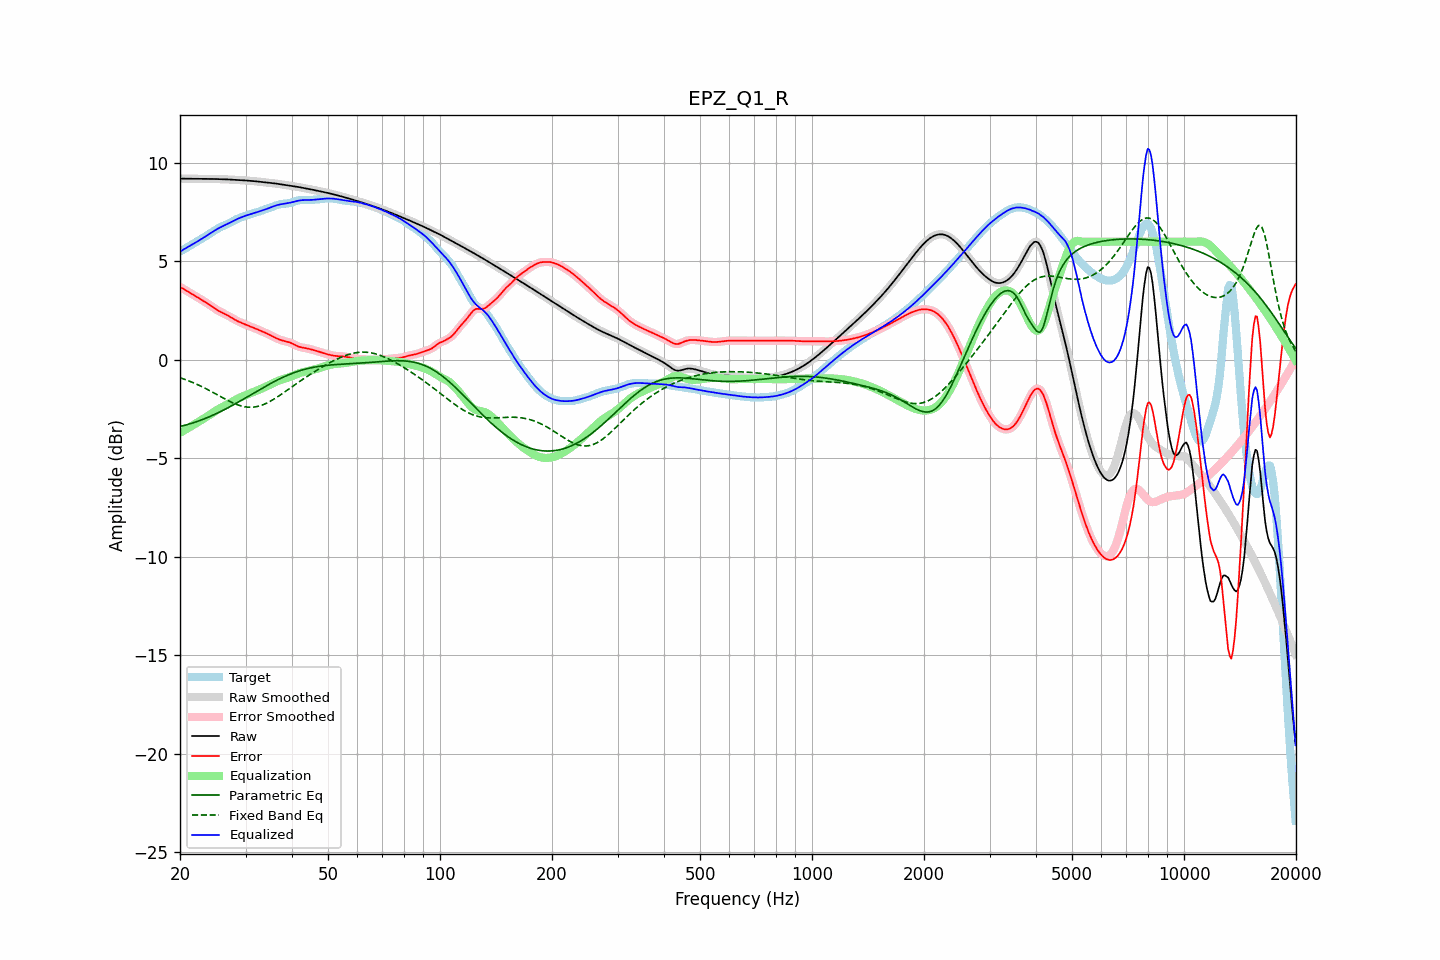 EPZ_Q1_R
Amplitude (dBr)
10
5
0
−5
−10
−15
−20
−25
Target
Raw Smoothed
Error Smoothed
Raw
Error
Equalization
Parametric Eq
Fixed Band Eq
Equalized
20
50
100
200
500
1000
2000
5000
10000
20000
Frequency (Hz)